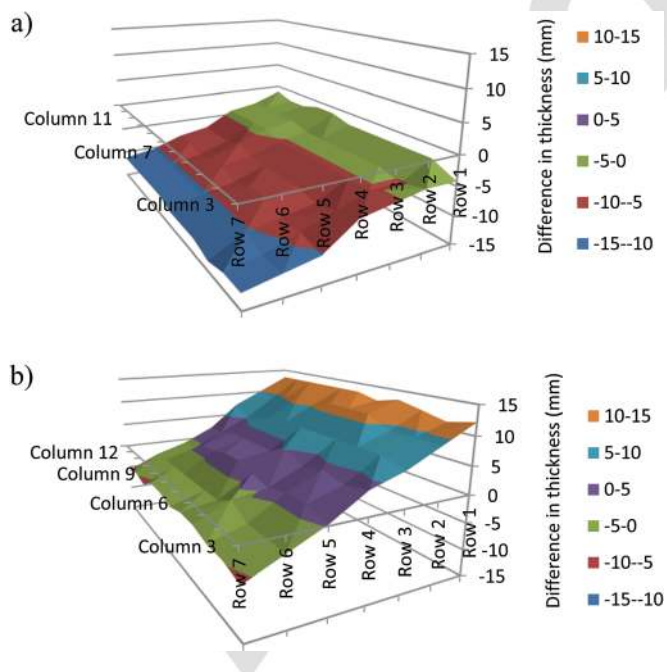 a)
15
10
5
0
-5
-10
-15
Column 11
Column 7
Column 3
Row 7
Row 6
Row 5
Row 4
Row 3
Row 2
Row 1
Difference in thickness (mm)
10-15
5-10
0-5
-5-0
-10--5
-15--10
b)
15
10
5
0
-5
-10
-15
Column 12
Column 9
Column 6
Column 3
Row 7
Row 6
Row 5
Row 4
Row 3
Row 2
Row 1
Difference in thickness (mm)
10-15
5-10
0-5
-5-0
-10--5
-15--10